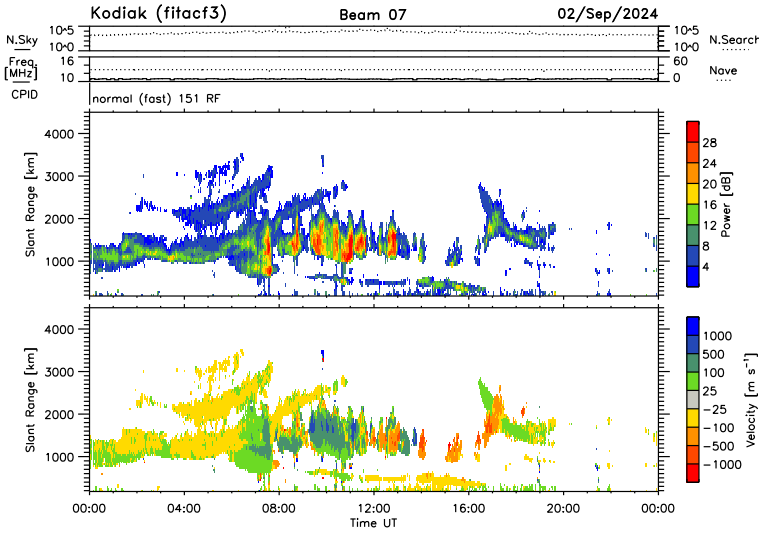 Kodiak (fitacf3) Beam 07 02/Sep/2024
N.Sky 10^5 10^0 10^5 10^0 N.Search
Freq. [MHz] 16 10 60 0 Nave
CPID normal (fast) 151 RF
Slant Range [km]
4000
3000
2000
1000
28
24
20
16
12
8
4
Power [dB]
Slant Range [km]
4000
3000
2000
1000
1000
500
100
25
-25
-100
-500
-1000
Velocity [m s⁻¹]
00:00 04:00 08:00 12:00 16:00 20:00 00:00
Time UT